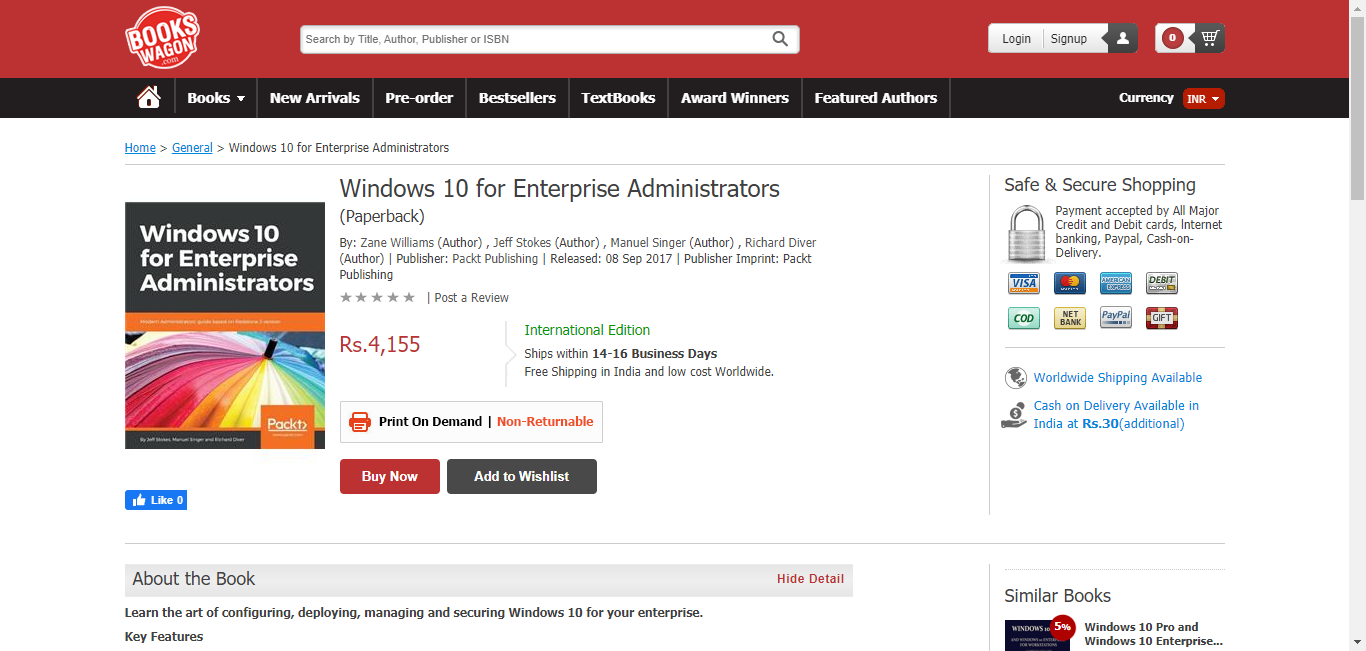 BOOKS
WAGON
.com
Search by Title, Author, Publisher or ISBN
Login
Signup
0
Books
New Arrivals
Pre-order
Bestsellers
TextBooks
Award Winners
Featured Authors
Currency
INR
Home > General > Windows 10 for Enterprise Administrators
Windows 10
for Enterprise
Administrators
Modern Administrators' guide based on Redstone 3 version
Packt>
By Jeff Stokes, Manuel Singer and Richard Diver
Like 0
Windows 10 for Enterprise Administrators
(Paperback)
By: Zane Williams (Author) , Jeff Stokes (Author) , Manuel Singer (Author) , Richard Diver
(Author) | Publisher: Packt Publishing | Released: 08 Sep 2017 | Publisher Imprint: Packt
Publishing
| Post a Review
Rs.4,155
International Edition
Ships within 14-16 Business Days
Free Shipping in India and low cost Worldwide.
Print On Demand | Non-Returnable
Buy Now
Add to Wishlist
Safe & Secure Shopping
Payment accepted by All Major
Credit and Debit cards, Internet
banking, Paypal, Cash-on-
Delivery.
VISA
AMERICAN
EXPRESS
DEBIT
COD
NET
BANK
PayPal
GIFT
Worldwide Shipping Available
Cash on Delivery Available in
India at Rs.30(additional)
About the Book
Hide Detail
Learn the art of configuring, deploying, managing and securing Windows 10 for your enterprise.
Key Features
Similar Books
5%
Windows 10 Pro and
Windows 10 Enterprise...